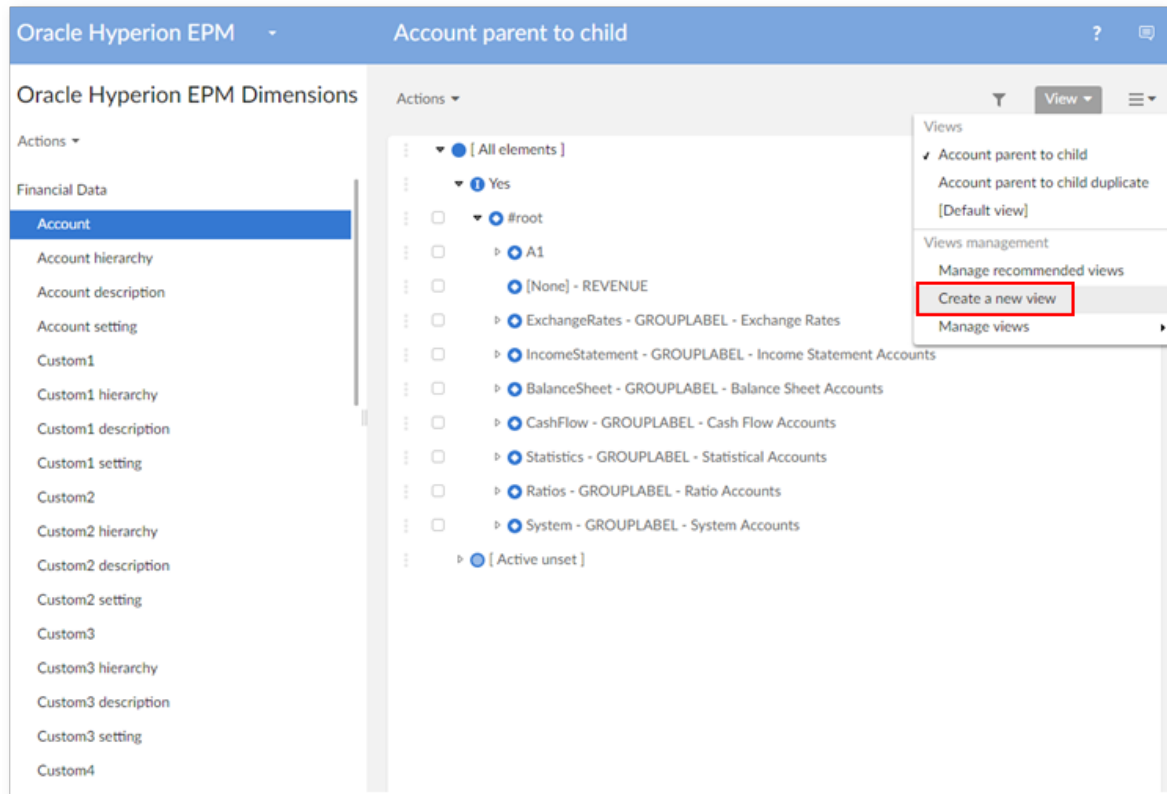 Oracle Hyperion EPM
Account parent to child
?
Oracle Hyperion EPM Dimensions
Actions
Financial Data
Account
Account hierarchy
Account description
Account setting
Custom1
Custom1 hierarchy
Custom1 description
Custom1 setting
Custom2
Custom2 hierarchy
Custom2 description
Custom2 setting
Custom3
Custom3 hierarchy
Custom3 description
Custom3 setting
Custom4
Actions
View
[ All elements ]
Yes
#root
A1
[None] - REVENUE
ExchangeRates - GROUPLABEL - Exchange Rates
IncomeStatement - GROUPLABEL - Income Statement Accounts
BalanceSheet - GROUPLABEL - Balance Sheet Accounts
CashFlow - GROUPLABEL - Cash Flow Accounts
Statistics - GROUPLABEL - Statistical Accounts
Ratios - GROUPLABEL - Ratio Accounts
System - GROUPLABEL - System Accounts
[ Active unset ]
Views
Account parent to child
Account parent to child duplicate
[Default view]
Views management
Manage recommended views
Create a new view
Manage views